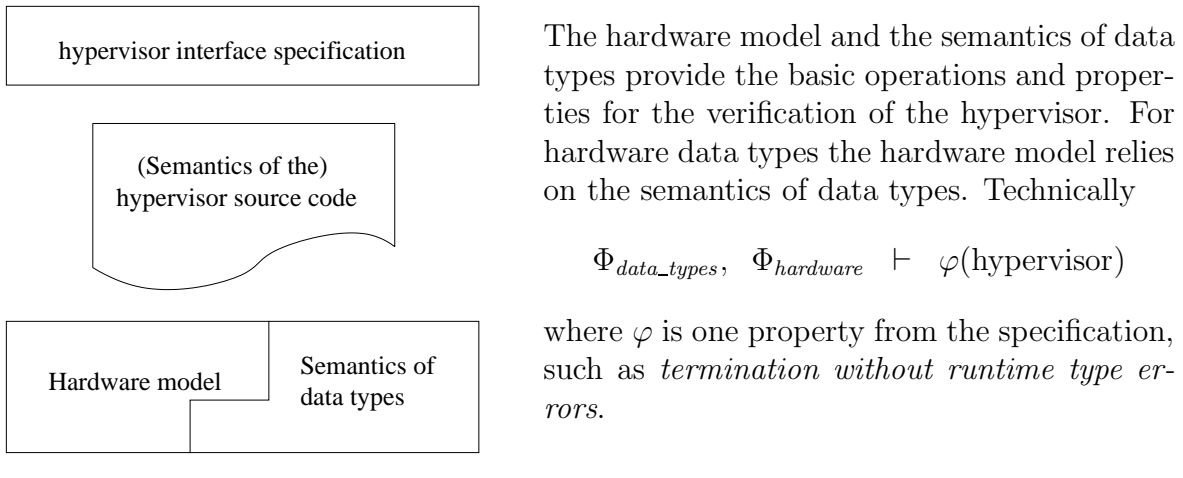 hypervisor interface specification
(Semantics of the)
hypervisor source code
Hardware model
Semantics of
data types
The hardware model and the semantics of data
types provide the basic operations and proper-
ties for the verification of the hypervisor. For
hardware data types the hardware model relies
on the semantics of data types. Technically
Φ_data_types, Φ_hardware ⊢ φ(hypervisor)
where φ is one property from the specification,
such as termination without runtime type er-
rors.